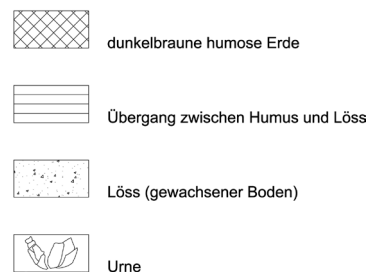 dunkelbraune humose Erde
Übergang zwischen Humus und Löss
Löss (gewachsener Boden)
Urne